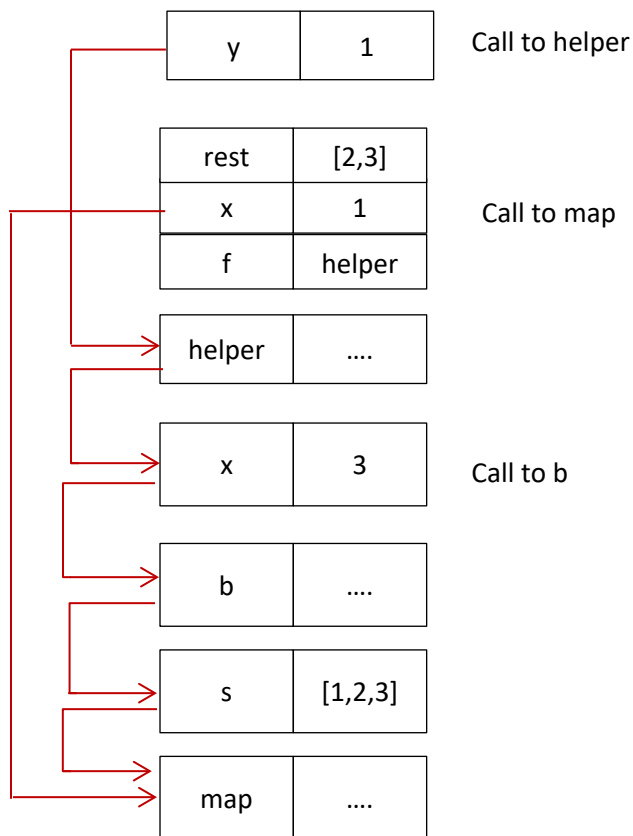 y 1 Call to helper
rest [2,3]
x 1 Call to map
f helper
helper ....
x 3 Call to b
b ....
s [1,2,3]
map ....